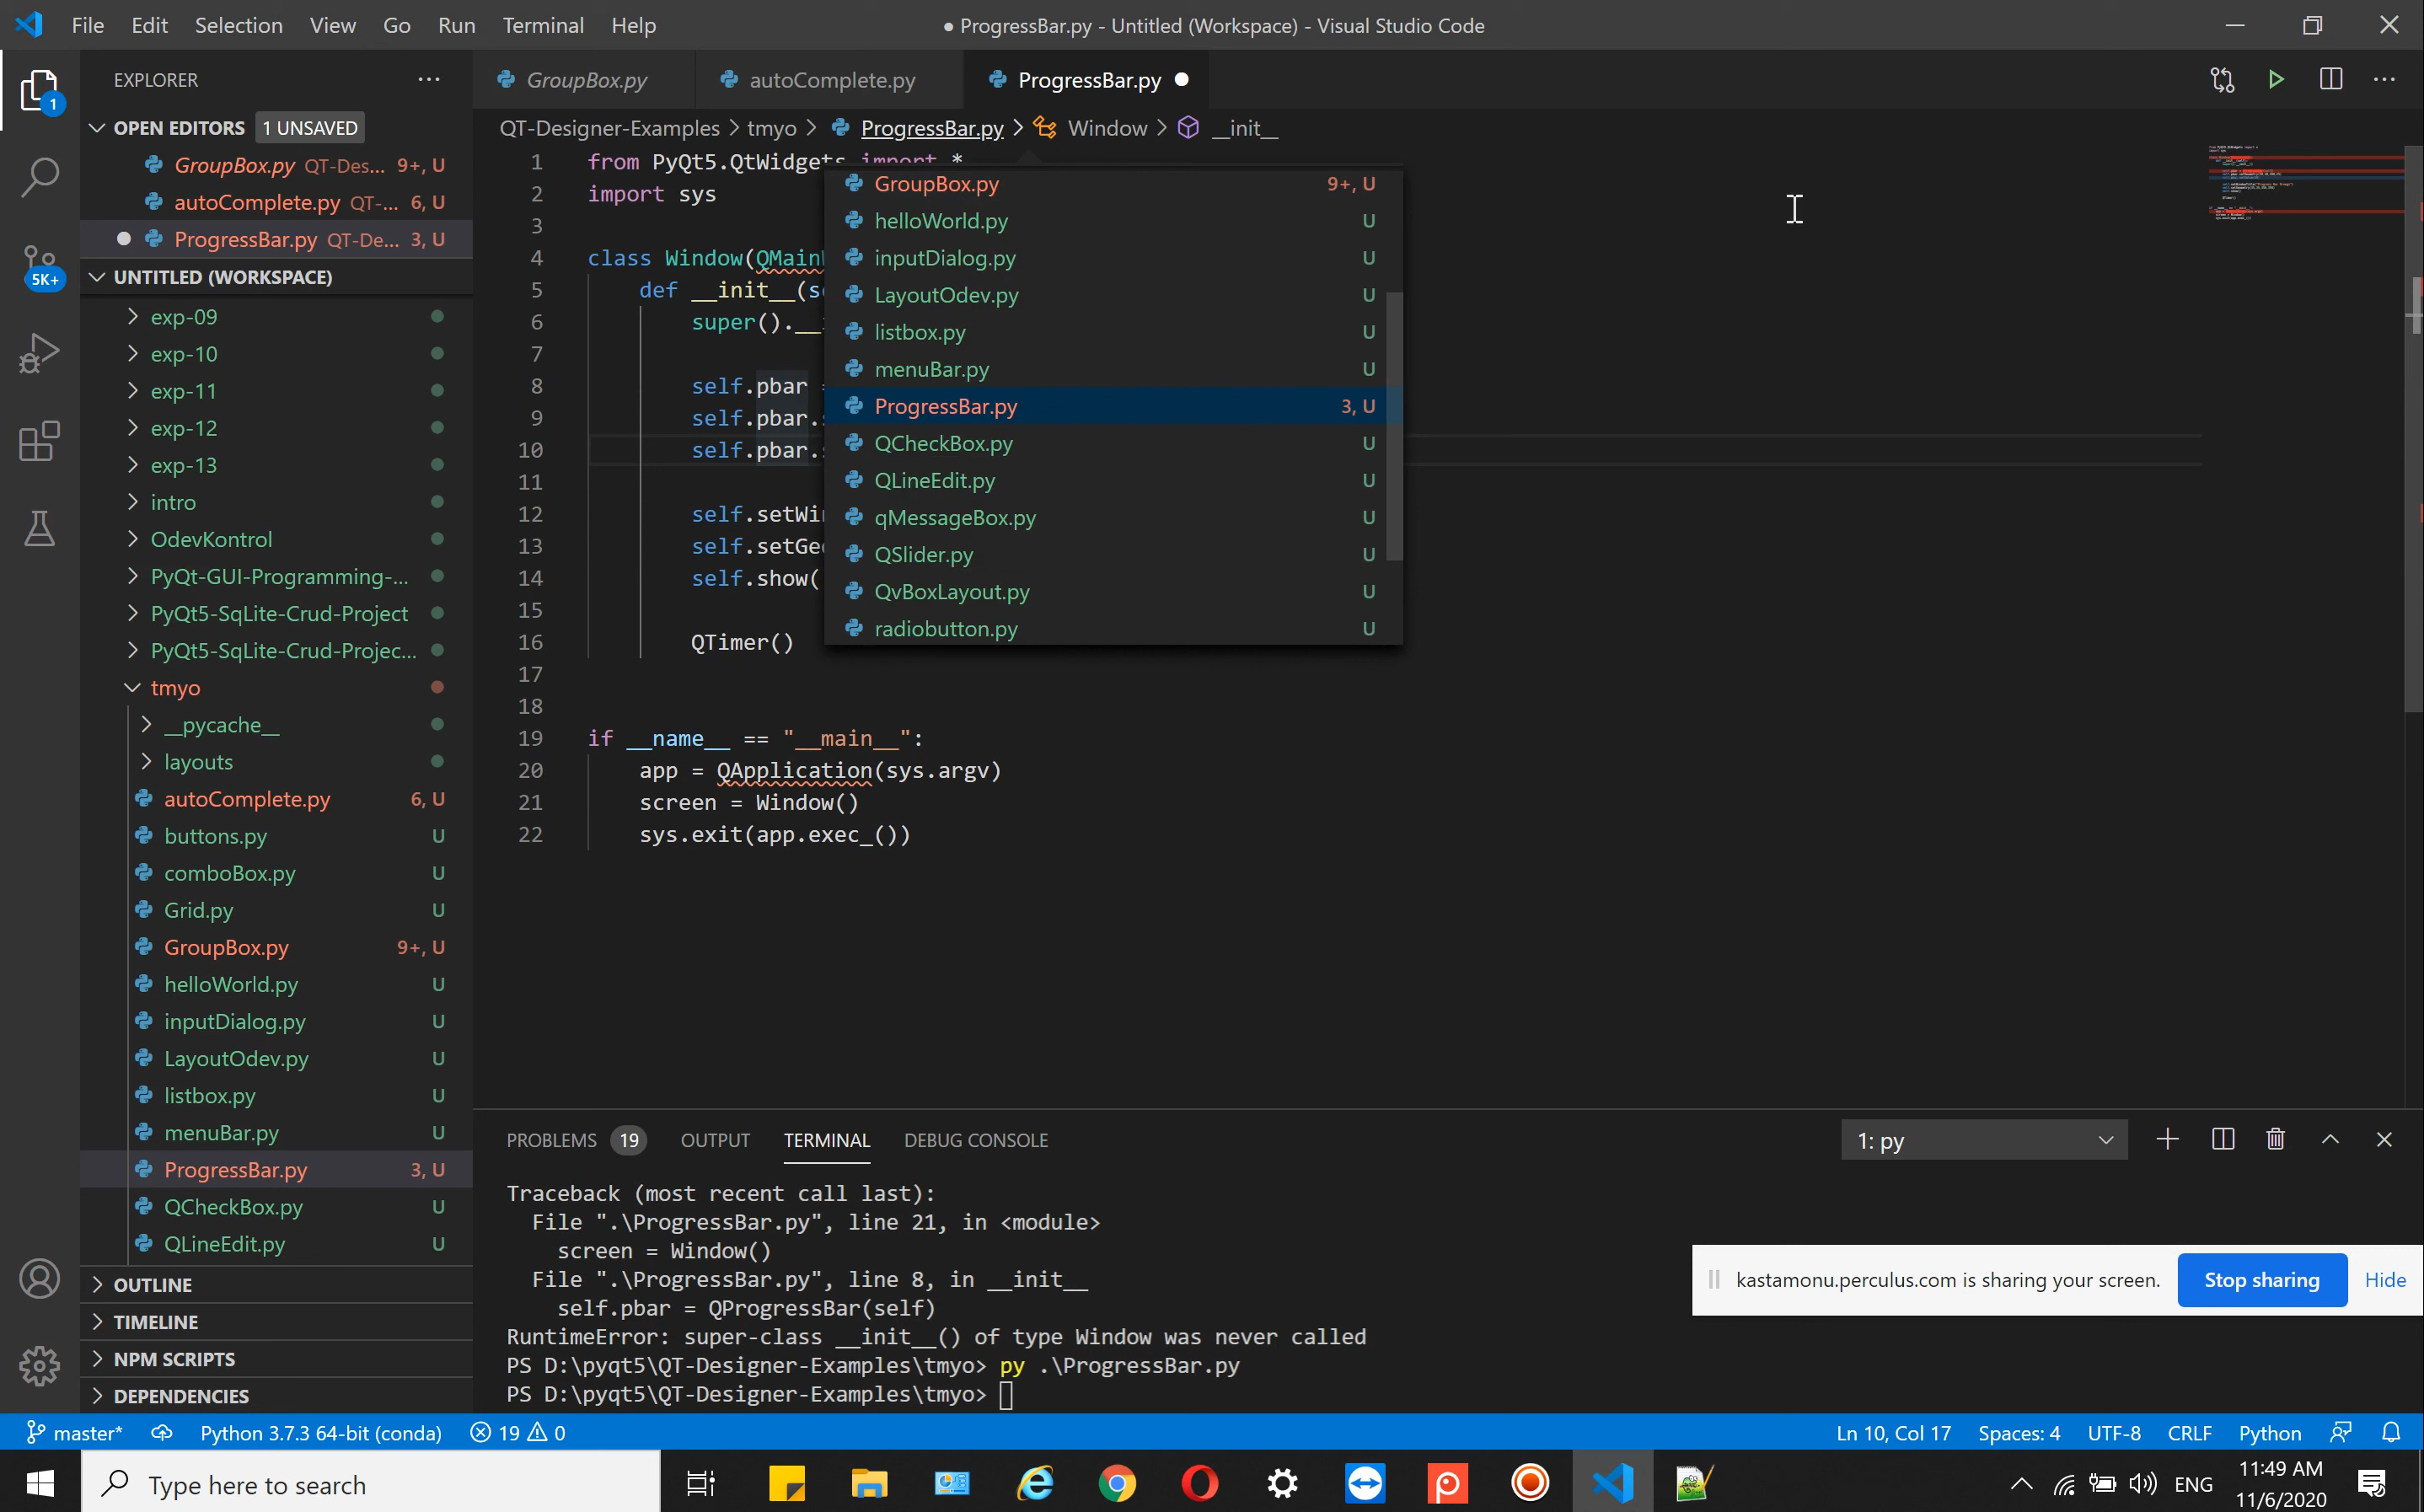 File Edit Selection View Go Run Terminal Help
● ProgressBar.py - Untitled (Workspace) - Visual Studio Code
EXPLORER
GroupBox.py
autoComplete.py
ProgressBar.py
OPEN EDITORS 1 UNSAVED
GroupBox.py QT-Des... 9+, U
autoComplete.py QT-... 6, U
ProgressBar.py QT-De... 3, U
UNTITLED (WORKSPACE)
exp-09
exp-10
exp-11
exp-12
exp-13
intro
OdevKontrol
PyQt-GUI-Programming-...
PyQt5-SqLite-Crud-Project
PyQt5-SqLite-Crud-Projec...
tmyo
__pycache__
layouts
autoComplete.py 6, U
buttons.py U
comboBox.py U
Grid.py U
GroupBox.py 9+, U
helloWorld.py U
inputDialog.py U
LayoutOdev.py U
listbox.py U
menuBar.py U
ProgressBar.py 3, U
QCheckBox.py U
QLineEdit.py U
OUTLINE
TIMELINE
NPM SCRIPTS
DEPENDENCIES
1
5K+
QT-Designer-Examples > tmyo > ProgressBar.py > Window > __init__
1 from PyQt5.QtWidgets import *
2 import sys
3
4 class Window(QMain
5 def __init__(s
6 super().__
7
8 self.pbar =
9 self.pbar.
10 self.pbar.
11
12 self.setWi
13 self.setGe
14 self.show(
15
16 QTimer()
17
18
19 if __name__ == "__main__":
20 app = QApplication(sys.argv)
21 screen = Window()
22 sys.exit(app.exec_())
GroupBox.py 9+, U
helloWorld.py U
inputDialog.py U
LayoutOdev.py U
listbox.py U
menuBar.py U
ProgressBar.py 3, U
QCheckBox.py U
QLineEdit.py U
qMessageBox.py U
QSlider.py U
QvBoxLayout.py U
radiobutton.py U
PROBLEMS 19 OUTPUT TERMINAL DEBUG CONSOLE
1: py
Traceback (most recent call last):
File ".\ProgressBar.py", line 21, in <module>
screen = Window()
File ".\ProgressBar.py", line 8, in __init__
self.pbar = QProgressBar(self)
RuntimeError: super-class __init__() of type Window was never called
PS D:\pyqt5\QT-Designer-Examples\tmyo> py .\ProgressBar.py
PS D:\pyqt5\QT-Designer-Examples\tmyo>
kastamonu.perculus.com is sharing your screen. Stop sharing Hide
master* Python 3.7.3 64-bit (conda) 19 0
Ln 10, Col 17 Spaces: 4 UTF-8 CRLF Python
Type here to search
ENG
11:49 AM
11/6/2020